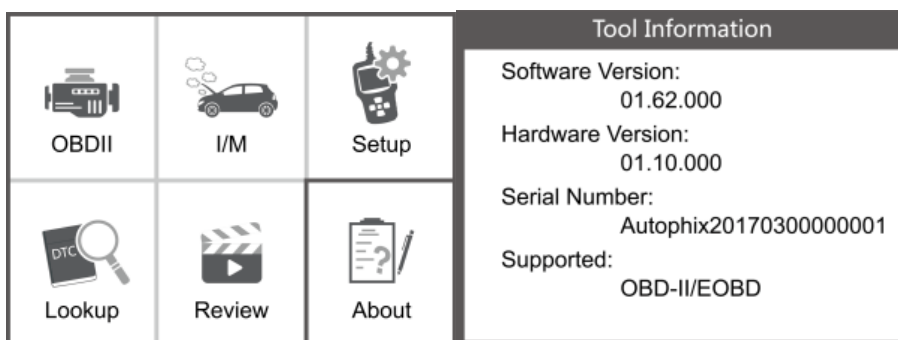 OBDII
I/M
Setup
DTC
Lookup
Review
?
About
Tool Information
Software Version:
01.62.000
Hardware Version:
01.10.000
Serial Number:
Autophix20170300000001
Supported:
OBD-II/EOBD